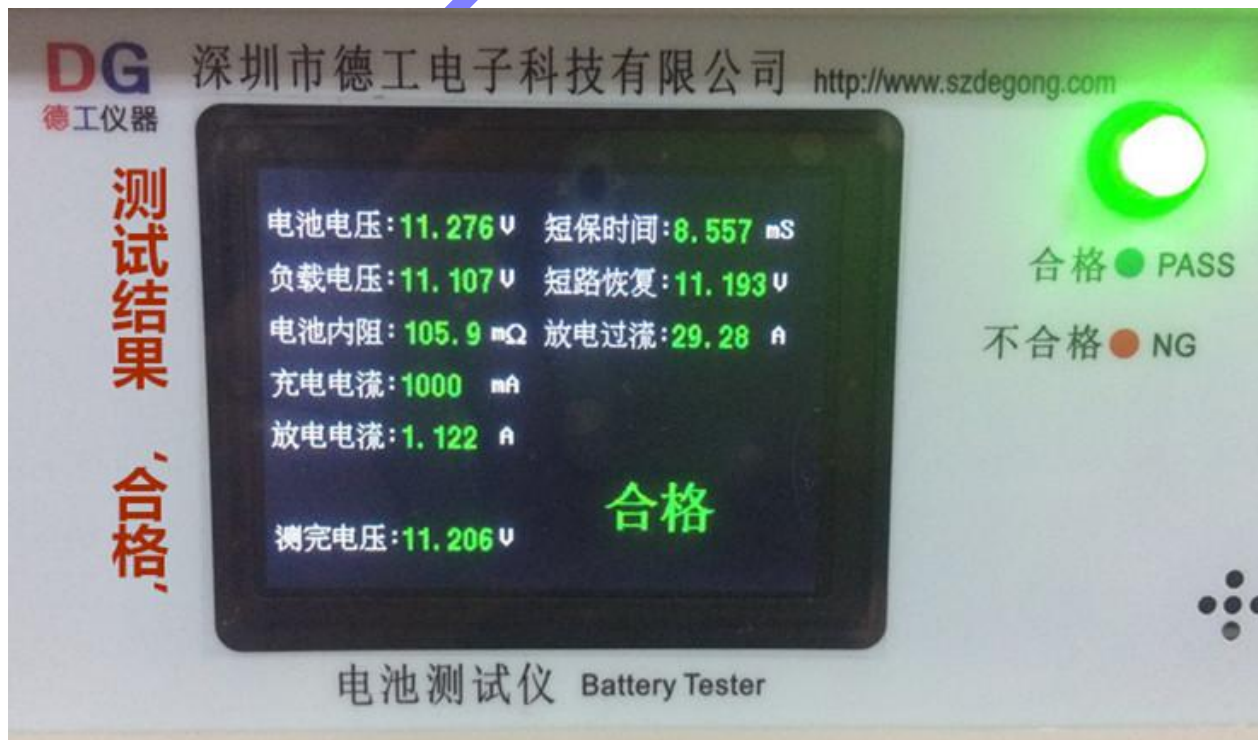 DG 深圳市德工电子科技有限公司 http://www.szdegong.com
德工仪器
测试结果 、合格、
电池电压:11.276 V 短保时间:8.557 mS
负载电压:11.107 V 短路恢复:11.193 V
电池内阻:105.9 mΩ 放电过流:29.28 A
充电电流:1000 mA
放电电流:1.122 A
合格
测完电压:11.206 V
合格 PASS
不合格 NG
电池测试仪 Battery Tester